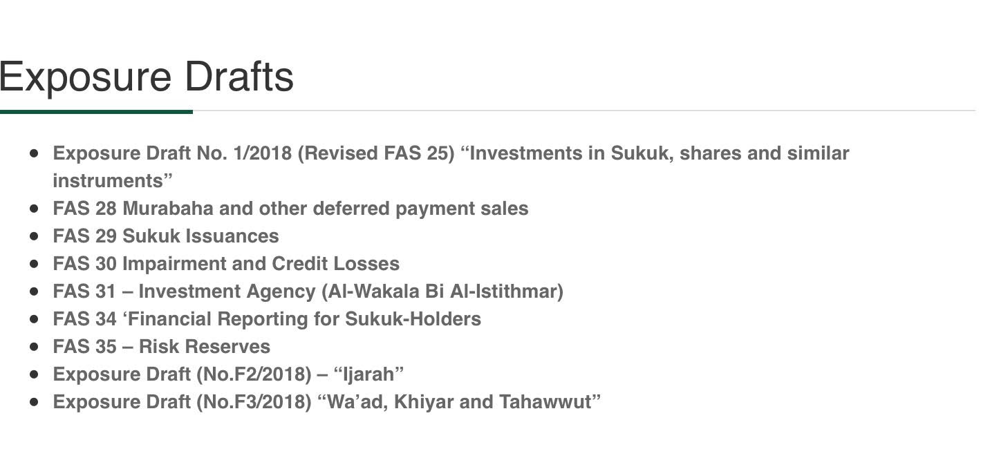 Exposure Drafts
• Exposure Draft No. 1/2018 (Revised FAS 25) “Investments in Sukuk, shares and similar
instruments”
• FAS 28 Murabaha and other deferred payment sales
• FAS 29 Sukuk Issuances
• FAS 30 Impairment and Credit Losses
• FAS 31 – Investment Agency (Al-Wakala Bi Al-Istithmar)
• FAS 34 ‘Financial Reporting for Sukuk-Holders
• FAS 35 – Risk Reserves
• Exposure Draft (No.F2/2018) – “Ijarah”
• Exposure Draft (No.F3/2018) “Wa’ad, Khiyar and Tahawwut”